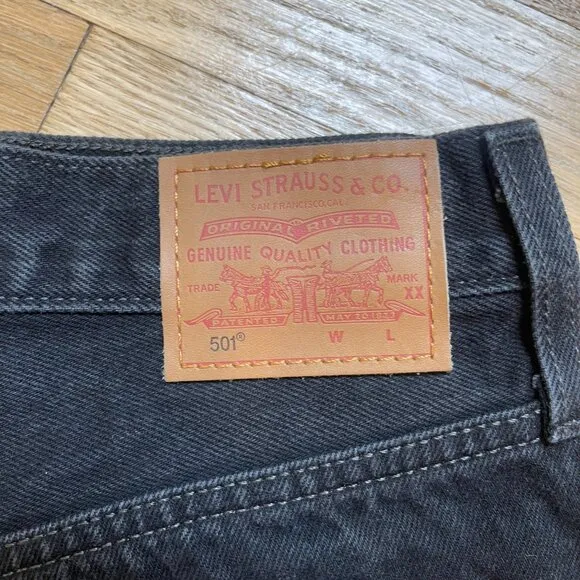 LEVI STRAUSS & CO.
SAN FRANCISCO, CAL.
ORIGINAL RIVETED
GENUINE QUALITY CLOTHING
TRADE MARK
XX
PATENTED MAY 20 1873
501® W L